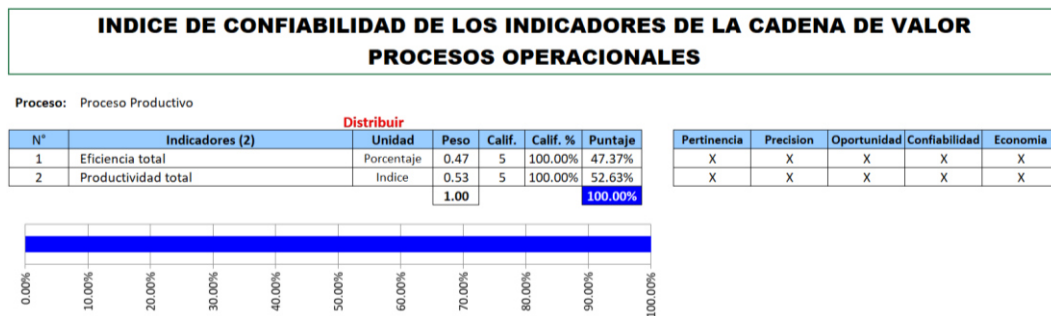 INDICE DE CONFIABILIDAD DE LOS INDICADORES DE LA CADENA DE VALOR
PROCESOS OPERACIONALES
Proceso: Proceso Productivo
Distribuir
N° Indicadores (2) Unidad Peso Calif. Calif. % Puntaje Pertinencia Precision Oportunidad Confiabilidad Economia
1 Eficiencia total Porcentaje 0.47 5 100.00% 47.37% X X X X X
2 Productividad total Indice 0.53 5 100.00% 52.63% X X X X X
1.00 100.00%
0.00% 10.00% 20.00% 30.00% 40.00% 50.00% 60.00% 70.00% 80.00% 90.00% 100.00%